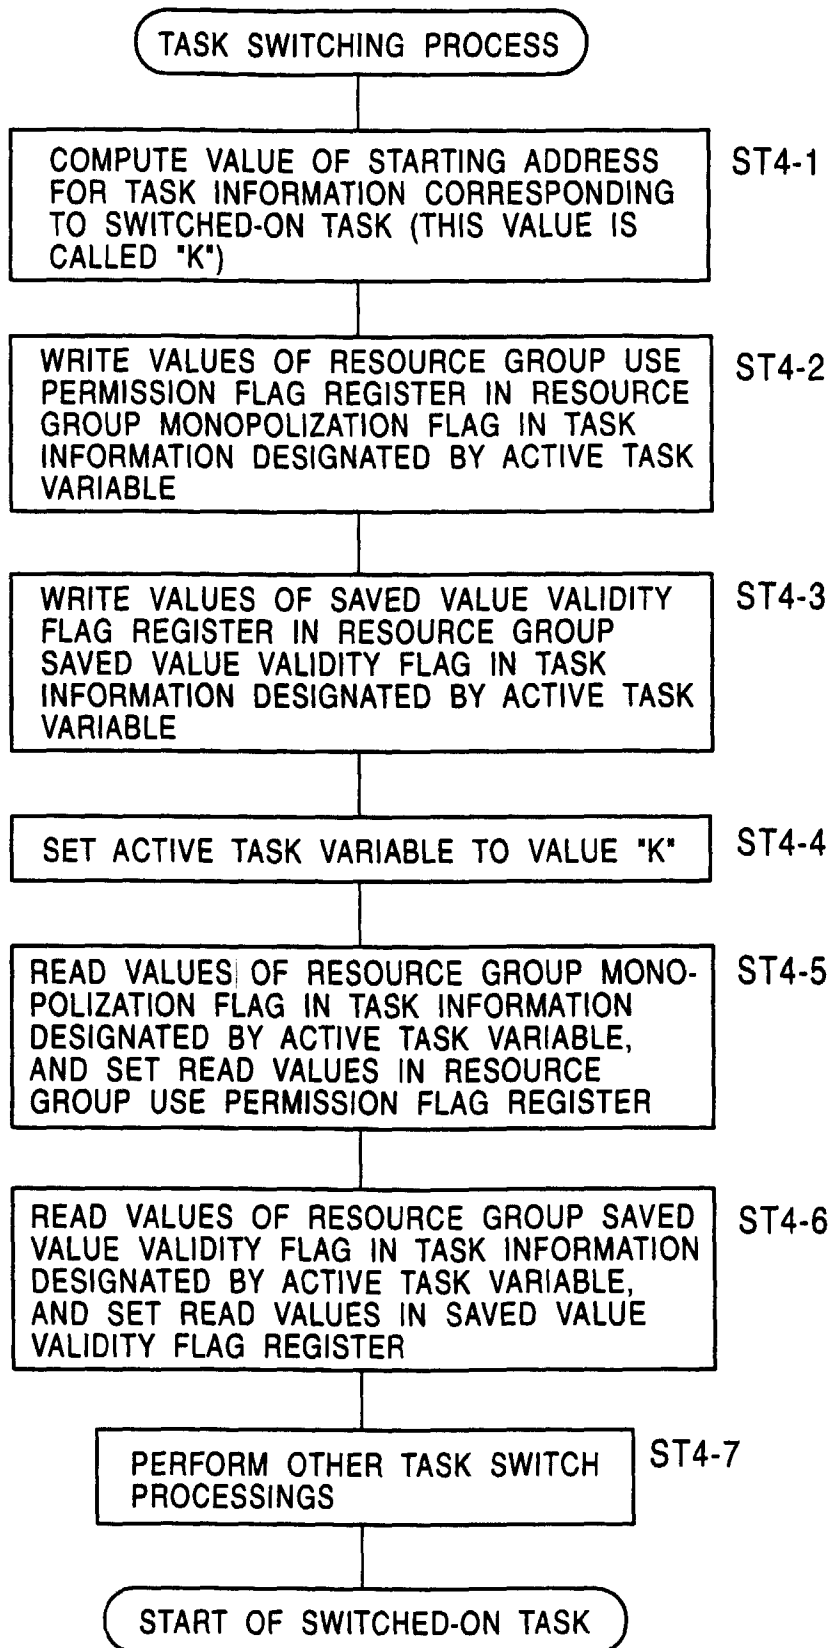 TASK SWITCHING PROCESS
COMPUTE VALUE OF STARTING ADDRESS
FOR TASK INFORMATION CORRESPONDING
TO SWITCHED-ON TASK (THIS VALUE IS
CALLED "K")
ST4-1
WRITE VALUES OF RESOURCE GROUP USE
PERMISSION FLAG REGISTER IN RESOURCE
GROUP MONOPOLIZATION FLAG IN TASK
INFORMATION DESIGNATED BY ACTIVE TASK
VARIABLE
ST4-2
WRITE VALUES OF SAVED VALUE VALIDITY
FLAG REGISTER IN RESOURCE GROUP
SAVED VALUE VALIDITY FLAG IN TASK
INFORMATION DESIGNATED BY ACTIVE TASK
VARIABLE
ST4-3
SET ACTIVE TASK VARIABLE TO VALUE "K"
ST4-4
READ VALUES OF RESOURCE GROUP MONO-
POLIZATION FLAG IN TASK INFORMATION
DESIGNATED BY ACTIVE TASK VARIABLE,
AND SET READ VALUES IN RESOURCE
GROUP USE PERMISSION FLAG REGISTER
ST4-5
READ VALUES OF RESOURCE GROUP SAVED
VALUE VALIDITY FLAG IN TASK INFORMATION
DESIGNATED BY ACTIVE TASK VARIABLE,
AND SET READ VALUES IN SAVED VALUE
VALIDITY FLAG REGISTER
ST4-6
PERFORM OTHER TASK SWITCH
PROCESSINGS
ST4-7
START OF SWITCHED-ON TASK